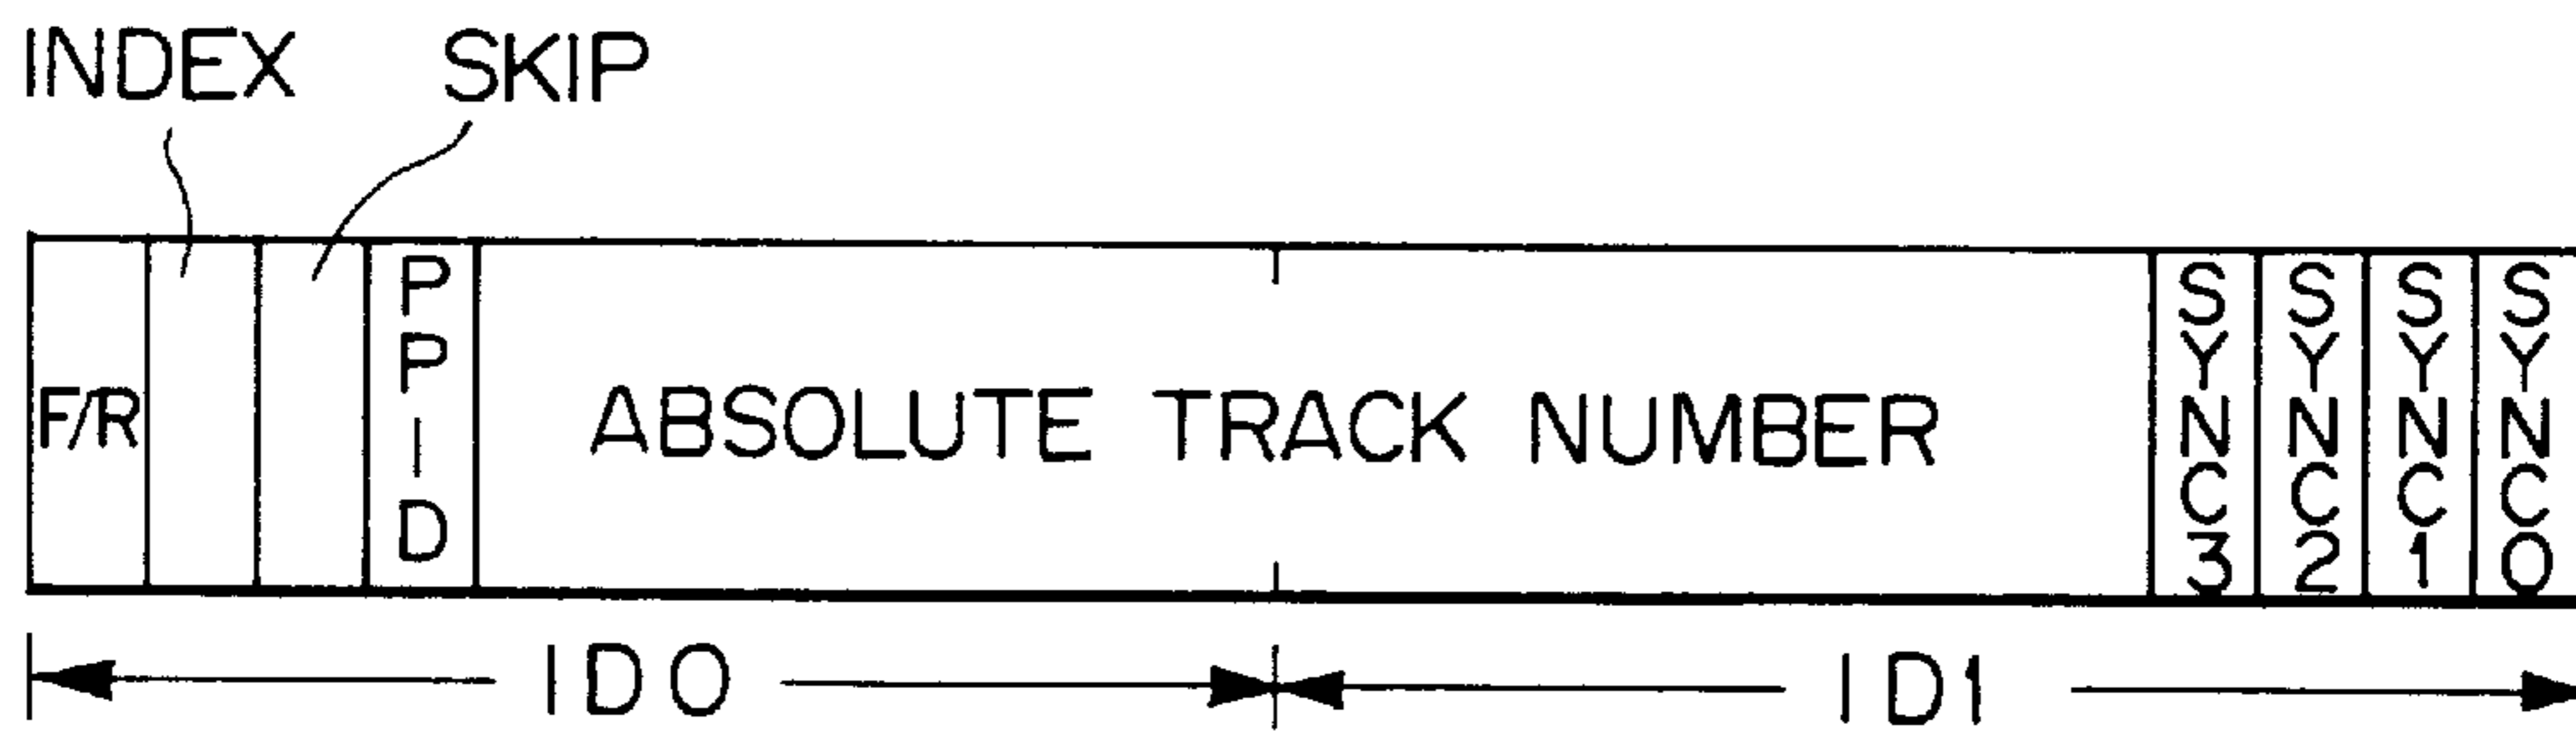 INDEX SKIP
F/R
PPID
ABSOLUTE TRACK NUMBER
SYNC3
SYNC2
SYNC1
SYNC0
ID0
ID1